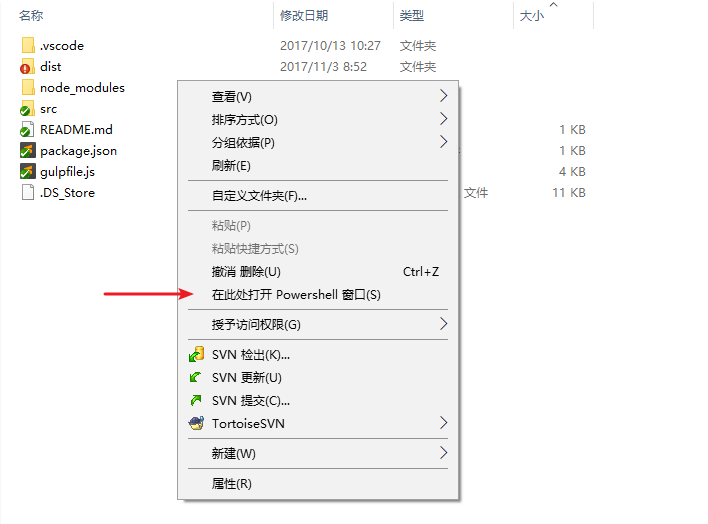 名称 修改日期 类型 大小
.vscode 2017/10/13 10:27 文件夹
dist 2017/11/3 8:52 文件夹
node_modules
src
README.md 1 KB
package.json 1 KB
gulpfile.js 4 KB
.DS_Store 文件 11 KB
查看(V)
排序方式(O)
分组依据(P)
刷新(E)
自定义文件夹(F)...
粘贴(P)
粘贴快捷方式(S)
撤消 删除(U) Ctrl+Z
在此处打开 Powershell 窗口(S)
授予访问权限(G)
SVN 检出(K)...
SVN 更新(U)
SVN 提交(C)...
TortoiseSVN
新建(W)
属性(R)